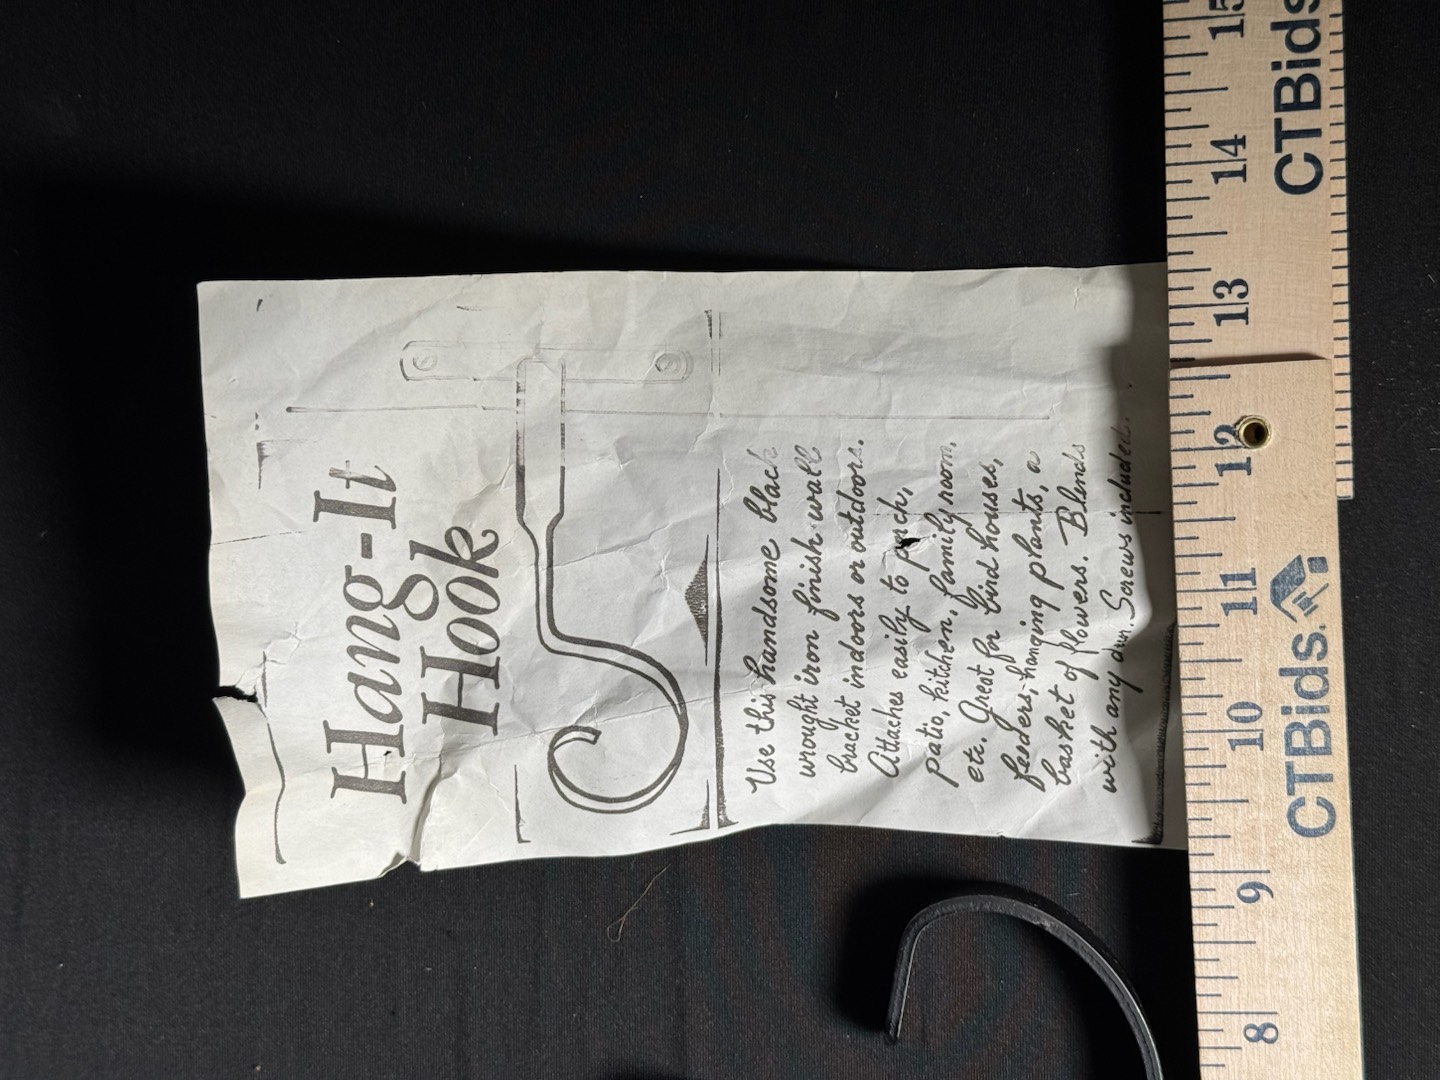 Hang-It
Hook
Use this handsome black
wrought iron finish wall
bracket indoors or outdoors.
Attaches easily to porch,
patio, kitchen, family room,
etc. Great for bird houses,
feeders, hanging plants, a
basket of flowers. Blends
with any
Screws included.
8 9 10 11 12 13 14 15
CTBids. CTBids